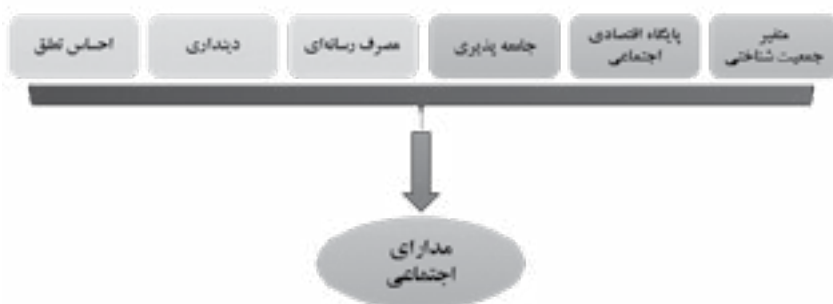 متغیر
جمعیت شناختی
پایگاه اقتصادی
اجتماعی
جامعه پذیری
مصرف رسانه‌ای
دینداری
احساس تعلق
مدارای
اجتماعی